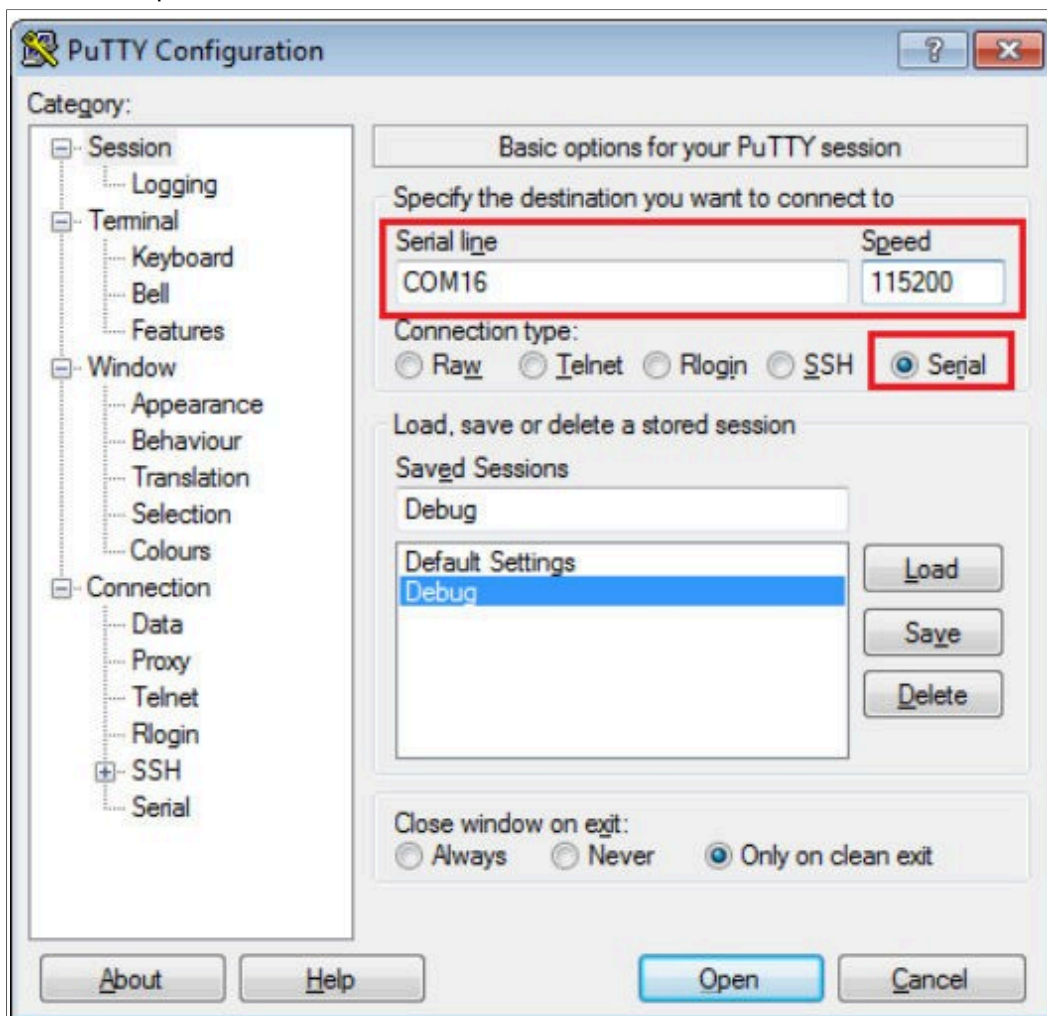 PuTTY Configuration
Category:
Session
Logging
Terminal
Keyboard
Bell
Features
Window
Appearance
Behaviour
Translation
Selection
Colours
Connection
Data
Proxy
Telnet
Rlogin
SSH
Serial
Basic options for your PuTTY session
Specify the destination you want to connect to
Serial line Speed
COM16 115200
Connection type:
Raw Telnet Rlogin SSH Serial
Load, save or delete a stored session
Saved Sessions
Debug
Default Settings
Debug
Load
Save
Delete
Close window on exit:
Always Never Only on clean exit
About Help Open Cancel